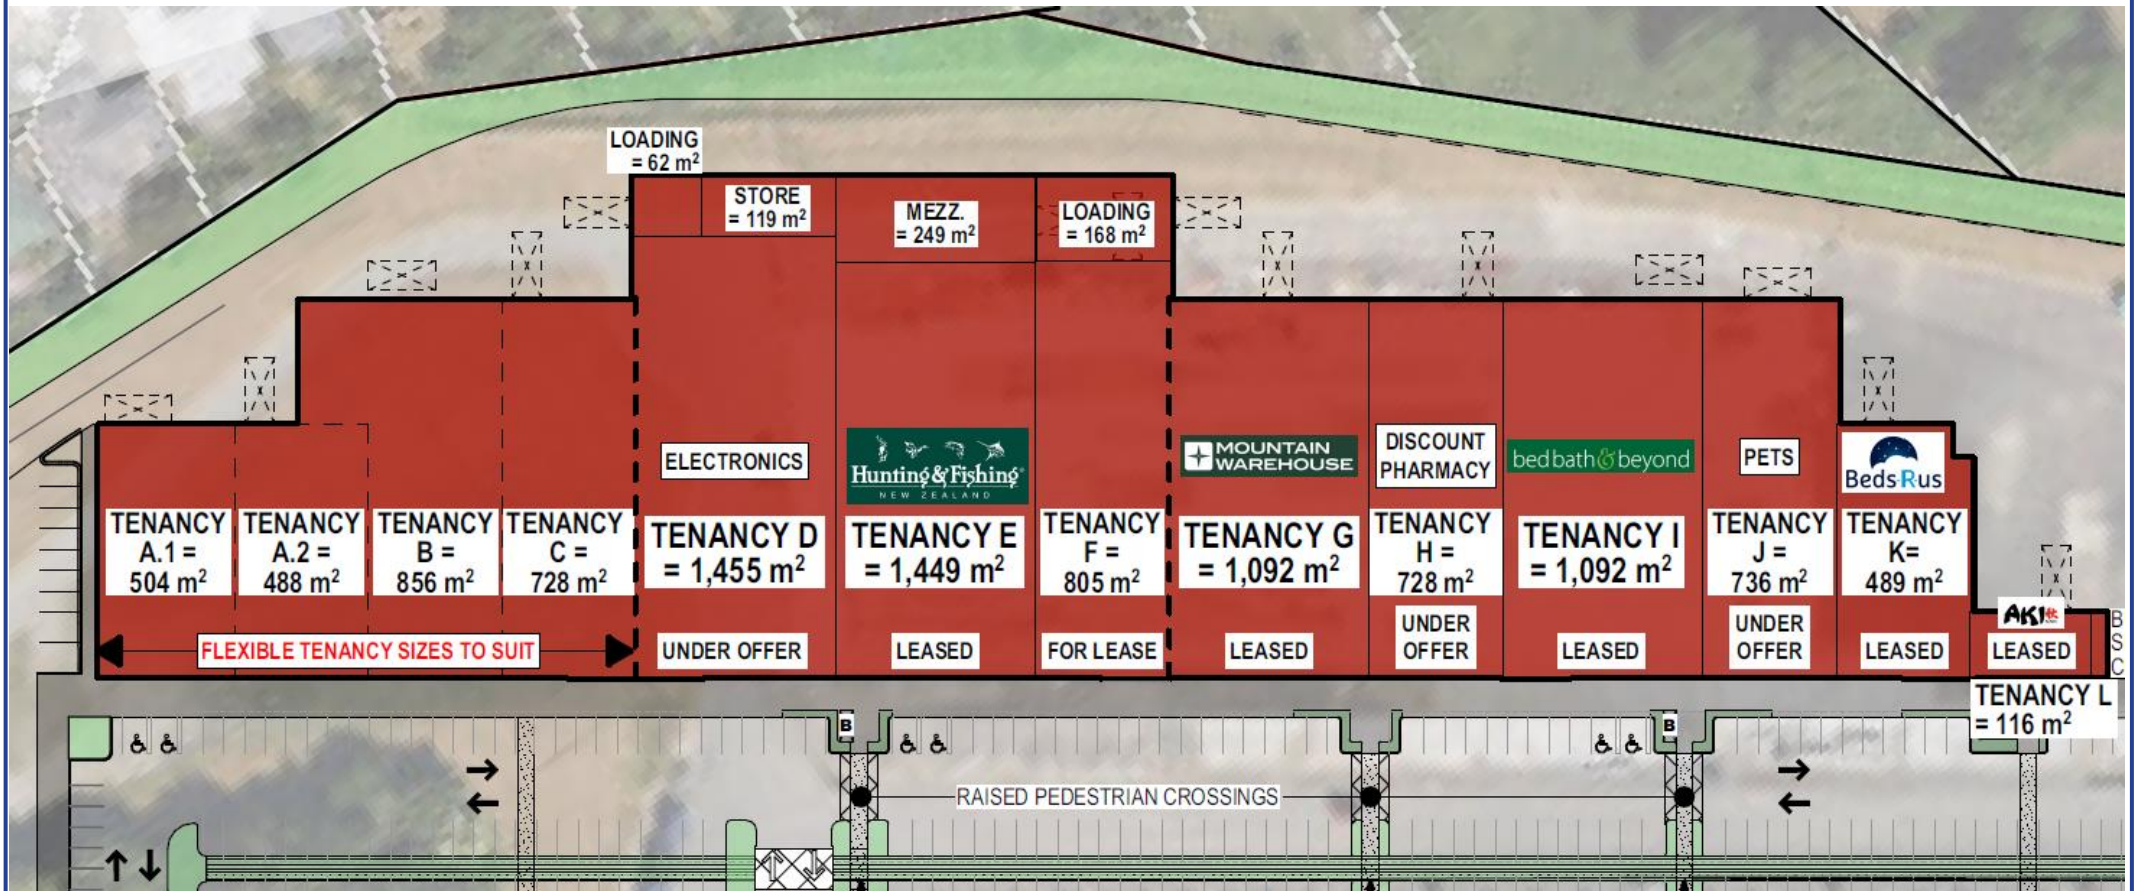 LOADING
= 62 m²
STORE
= 119 m²
MEZZ.
= 249 m²
LOADING
= 168 m²
ELECTRONICS
Hunting & Fishing
NEW ZEALAND
MOUNTAIN
WAREHOUSE
DISCOUNT
PHARMACY
bed bath & beyond
PETS
Beds R us
TENANCY
A.1 =
504 m²
TENANCY
A.2 =
488 m²
TENANCY
B =
856 m²
TENANCY
C =
728 m²
TENANCY D
= 1,455 m²
TENANCY E
= 1,449 m²
TENANCY
F =
805 m²
TENANCY G
= 1,092 m²
TENANCY
H =
728 m²
TENANCY I
= 1,092 m²
TENANCY
J =
736 m²
TENANCY
K=
489 m²
FLEXIBLE TENANCY SIZES TO SUIT
UNDER OFFER
LEASED
FOR LEASE
LEASED
UNDER
OFFER
LEASED
UNDER
OFFER
LEASED
AKI
LEASED
B
S
C
TENANCY L
= 116 m²
B
B
RAISED PEDESTRIAN CROSSINGS